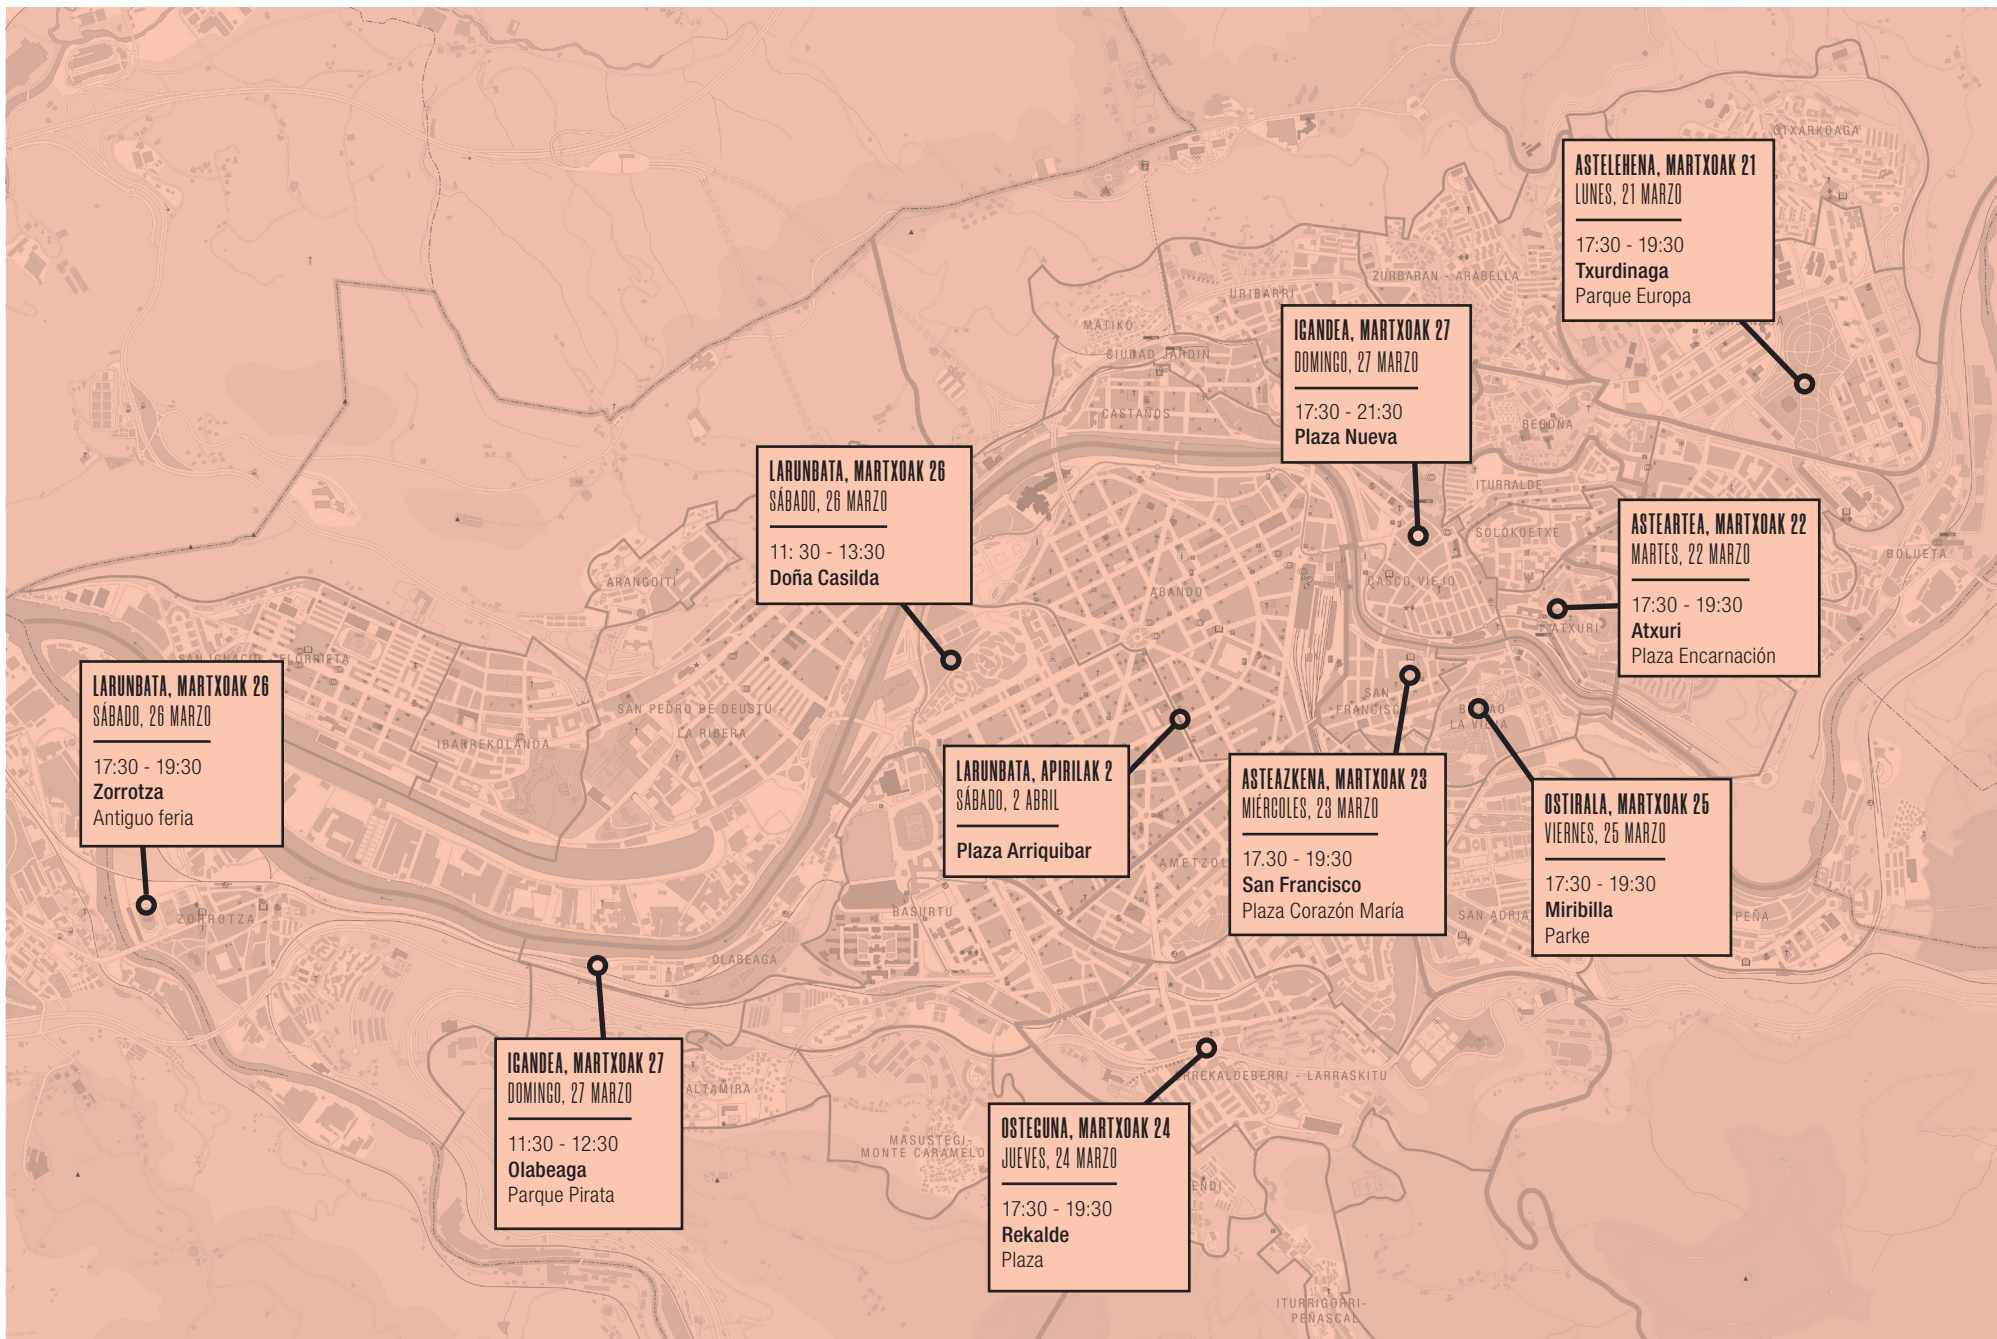 OTXARKOAGA
ASTELEHENA, MARTXOAK 21
LUNES, 21 MARZO
17:30 - 19:30
Txurdinaga
Parque Europa
ZURBARAN - ARABELLA
URIBARRI
MATIKO
CIUDAD JARDIN
CASTAÑOS
IGANDEA, MARTXOAK 27
DOMINGO, 27 MARZO
17:30 - 21:30
Plaza Nueva
BEGOÑA
ITURRALDE
SOLOKOETXE
BOLUETA
LARUNBATA, MARTXOAK 26
SÁBADO, 26 MARZO
11: 30 - 13:30
Doña Casilda
ASTEARTEA, MARTXOAK 22
MARTES, 22 MARZO
17:30 - 19:30
Atxuri
Plaza Encarnación
ARANGOITI
ABANDO
CASCO VIEJO
ATXURI
SAN IGNACIO - ELORRIETA
LARUNBATA, MARTXOAK 26
SÁBADO, 26 MARZO
17:30 - 19:30
Zorrotza
Antiguo feria
IBARREKOLANDA
SAN PEDRO DE DEUSTU -
LA RIBERA
SAN
FRANCISCO
BILBAO
LA VIEJA
LARUNBATA, APIRILAK 2
SÁBADO, 2 ABRIL
Plaza Arriquibar
ASTEAZKENA, MARTXOAK 23
MIÉRCOLES, 23 MARZO
17.30 - 19:30
San Francisco
Plaza Corazón María
OSTIRALA, MARTXOAK 25
VIERNES, 25 MARZO
17:30 - 19:30
Miribilla
Parke
AMETZOL
SAN ADRIA
PEÑA
BASURTU
ZORROTZA
OLABEAGA
IGANDEA, MARTXOAK 27
DOMINGO, 27 MARZO
11:30 - 12:30
Olabeaga
Parque Pirata
ALTAMIRA
MASUSTEGI-
MONTE CARAMELO
ERREKALDEBERRI - LARRASKITU
OSTEGUNA, MARTXOAK 24
JUEVES, 24 MARZO
17:30 - 19:30
Rekalde
Plaza
ENDI
ITURRIGORRI-
PEÑASCAL